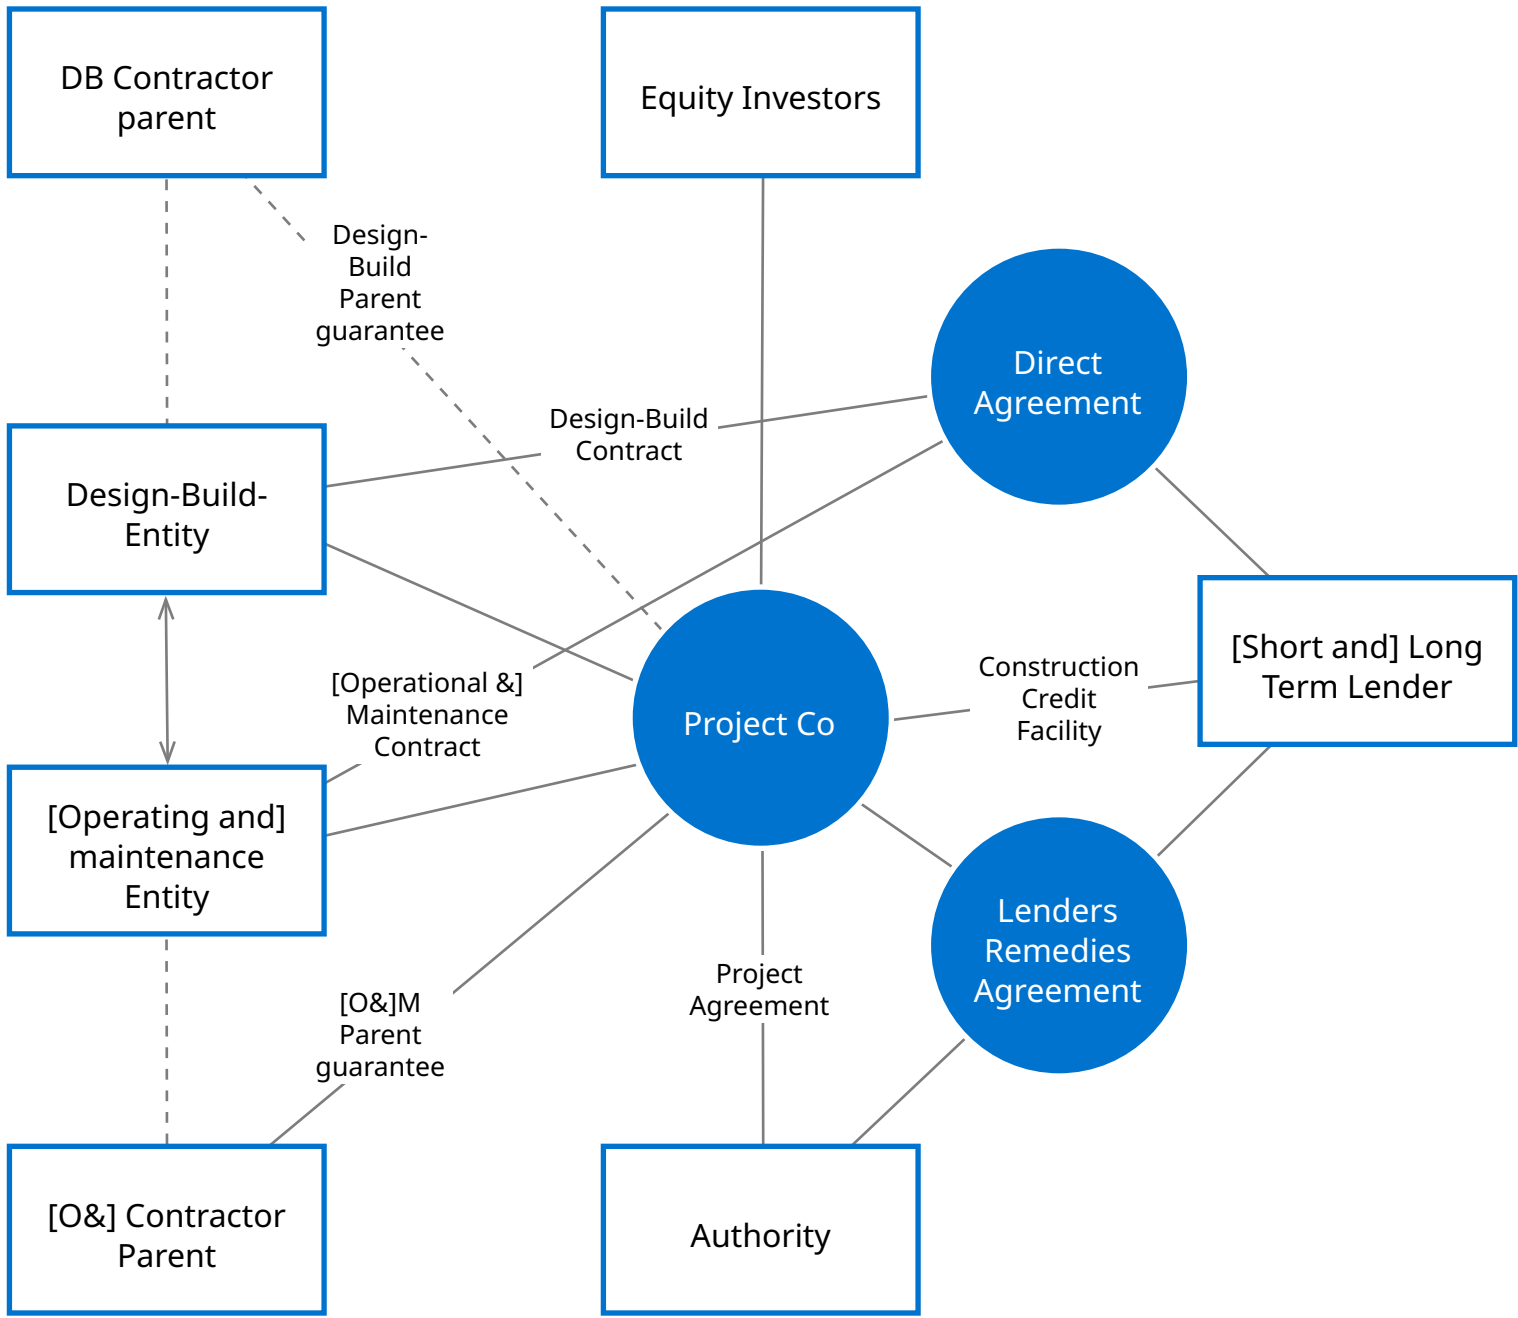 DB Contractor
parent
Equity Investors
Design-
Build
Parent
guarantee
Direct
Agreement
Design-Build
Contract
Design-Build-
Entity
[Short and] Long
Term Lender
Construction
Credit
Facility
[Operational &]
Maintenance
Contract
Project Co
[Operating and]
maintenance
Entity
Lenders
Remedies
Agreement
Project
Agreement
[O&]M
Parent
guarantee
[O&] Contractor
Parent
Authority